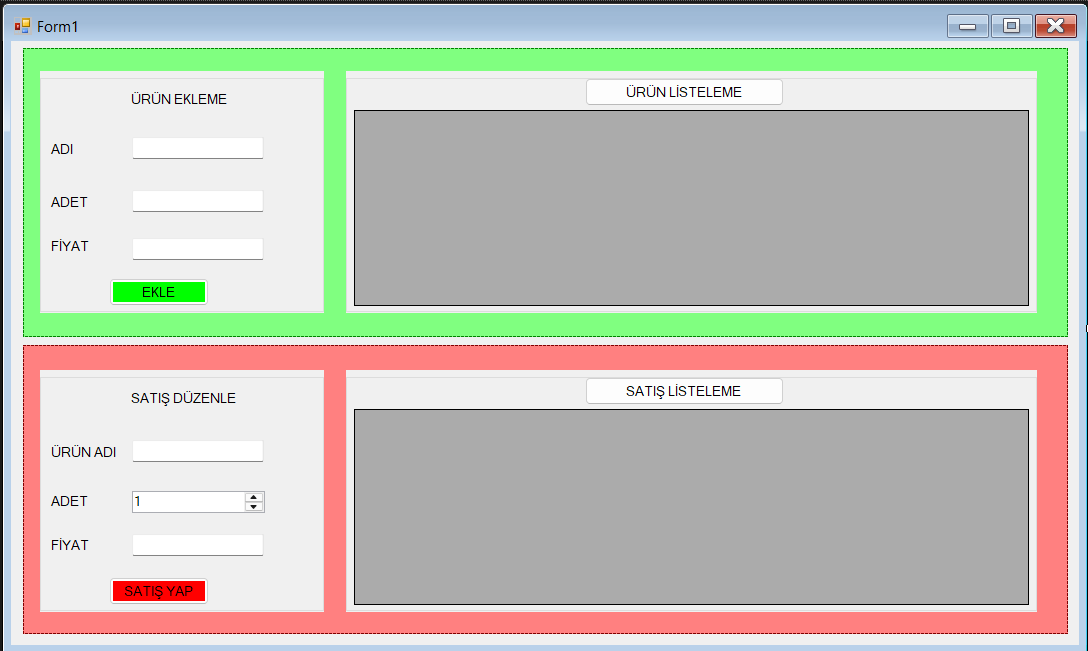 Form1
ÜRÜN EKLEME
ADI
ADET
FİYAT
EKLE
ÜRÜN LİSTELEME
SATIŞ DÜZENLE
ÜRÜN ADI
ADET
1
FİYAT
SATIŞ YAP
SATIŞ LİSTELEME